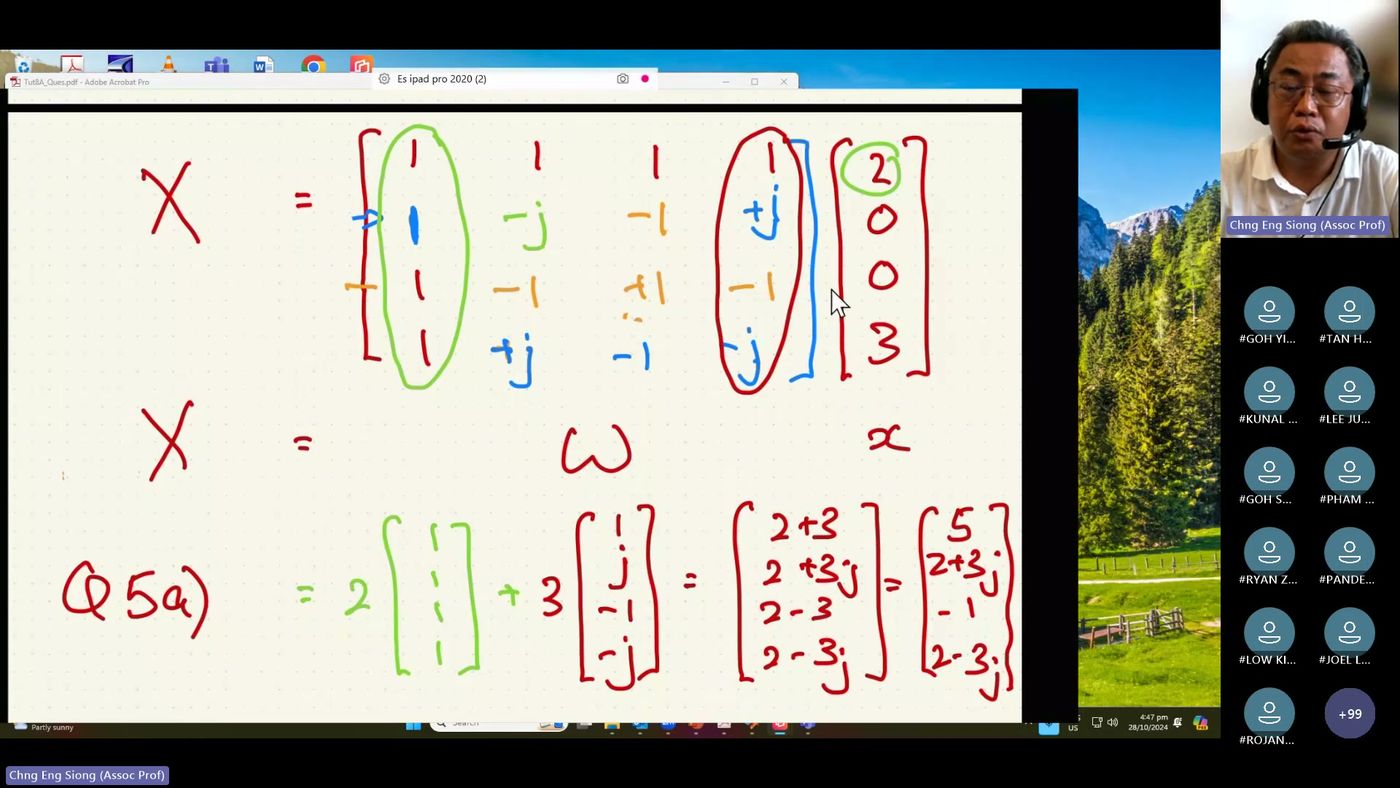 Tut8A_Ques.pdf - Adobe Acrobat Pro
Es ipad pro 2020 (2)
X = [ 1 1 1 1 ] [ 2 ]
[ 1 -j -1 +j ] [ 0 ]
[ 1 -1 +1 -1 ] [ 0 ]
[ 1 +j -1 -j ] [ 3 ]
X = W x
Q5a) = 2 [ 1 1 1 1 ] + 3 [ 1 j -1 -j ] = [ 2+3 2+3j 2-3 2-3j ] = [ 5 2+3j -1 2-3j ]
Partly sunny
Search
US
4:47 pm
28/10/2024
Chng Eng Siong (Assoc Prof)
#GOH YI...
#TAN H...
#KUNAL ...
#LEE JU...
#GOH S...
#PHAM ...
#RYAN Z...
#PANDE...
#LOW KI...
#JOEL L...
#ROJAN...
+99
Chng Eng Siong (Assoc Prof)